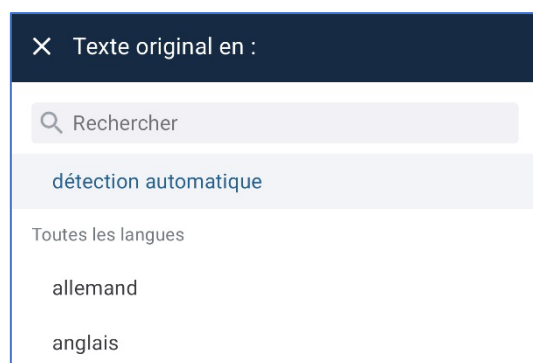 Texte original en :
Rechercher
détection automatique
Toutes les langues
allemand
anglais